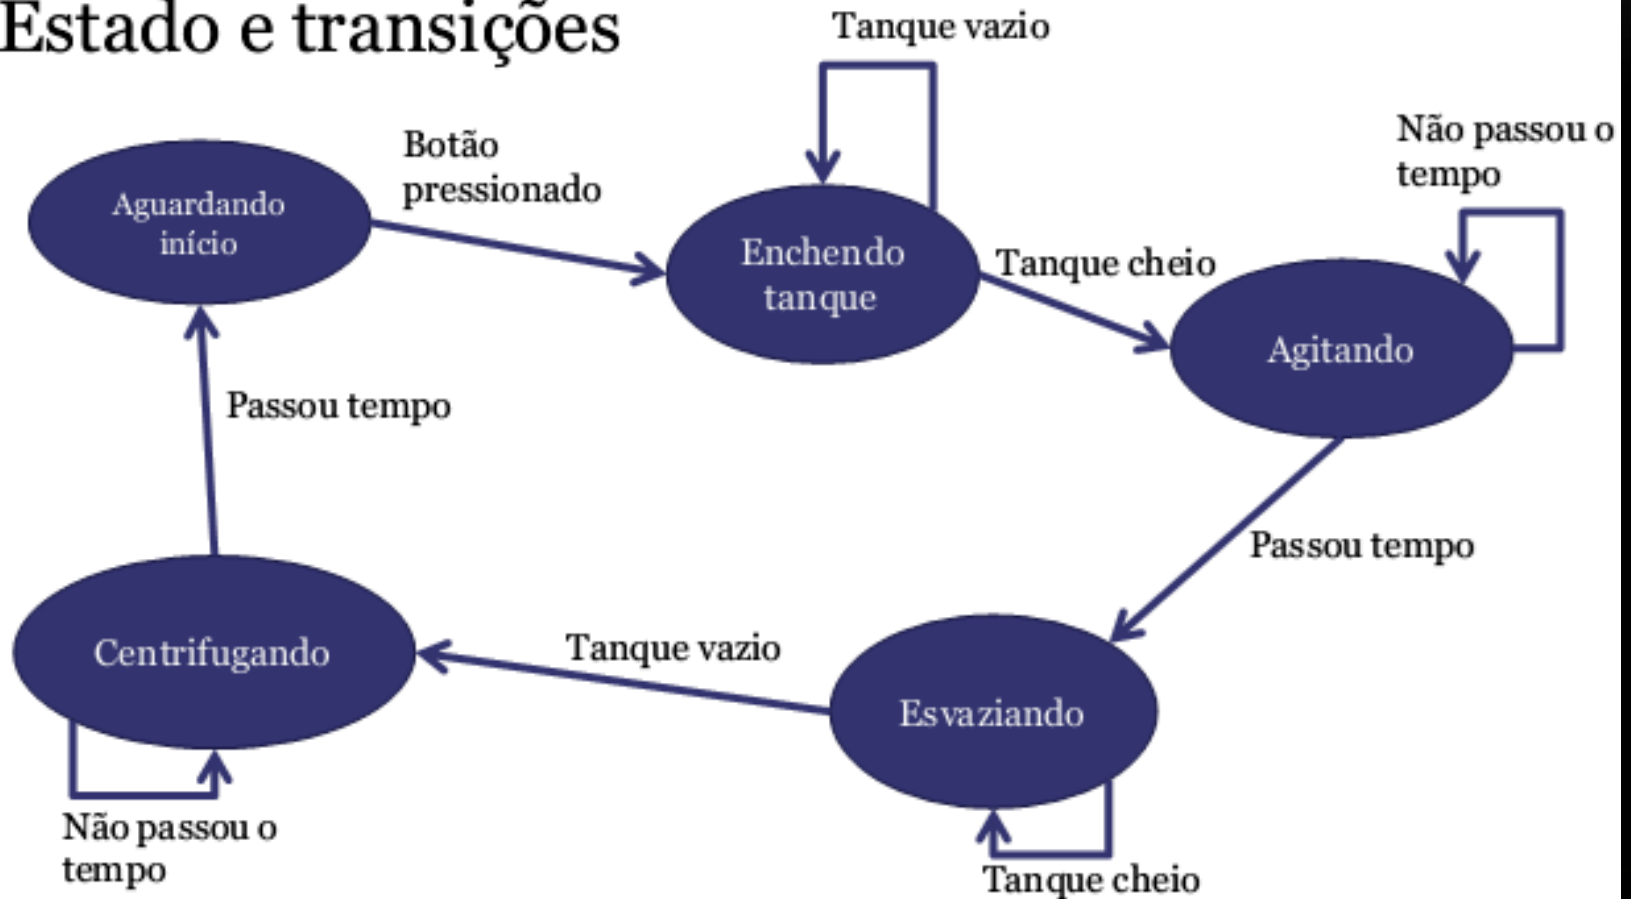 Estado e transições
Tanque vazio
Botão
pressionado
Não passou o
tempo
Aguardando
início
Enchendo
tanque
Tanque cheio
Agitando
Passou tempo
Passou tempo
Centrifugando
Tanque vazio
Esvaziando
Não passou o
tempo
Tanque cheio